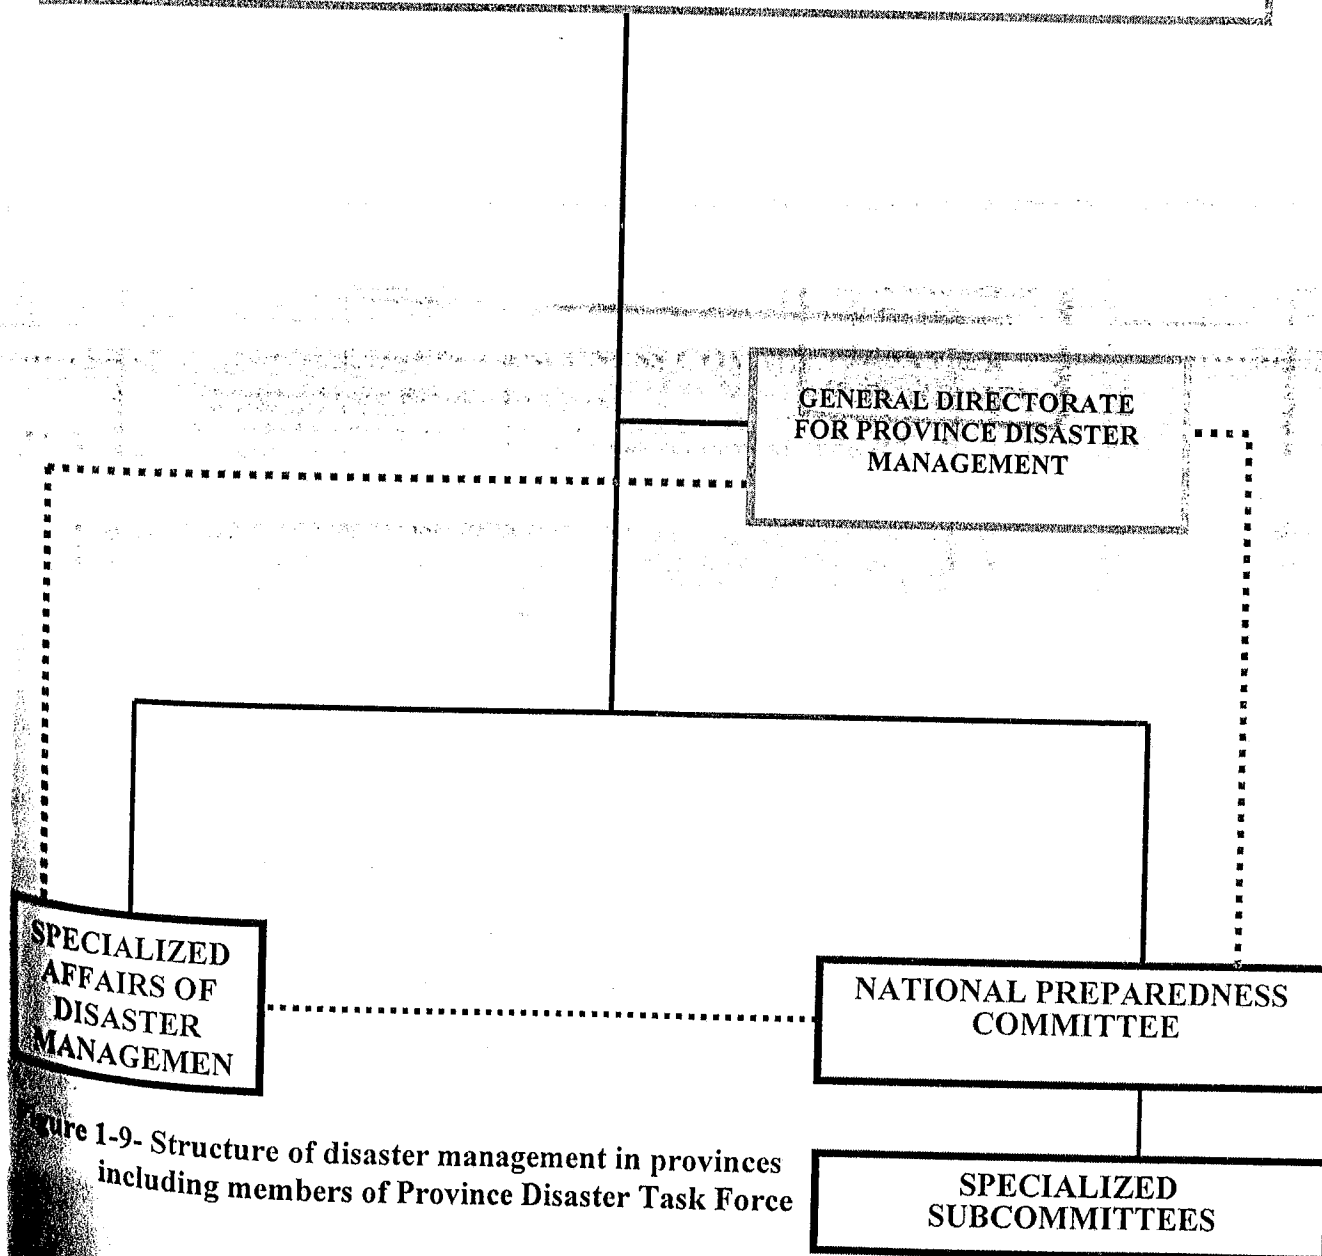 GENERAL DIRECTORATE
FOR PROVINCE DISASTER
MANAGEMENT
SPECIALIZED
AFFAIRS OF
DISASTER
MANAGEMEN
NATIONAL PREPAREDNESS
COMMITTEE
Figure 1-9- Structure of disaster management in provinces
including members of Province Disaster Task Force
SPECIALIZED
SUBCOMMITTEES